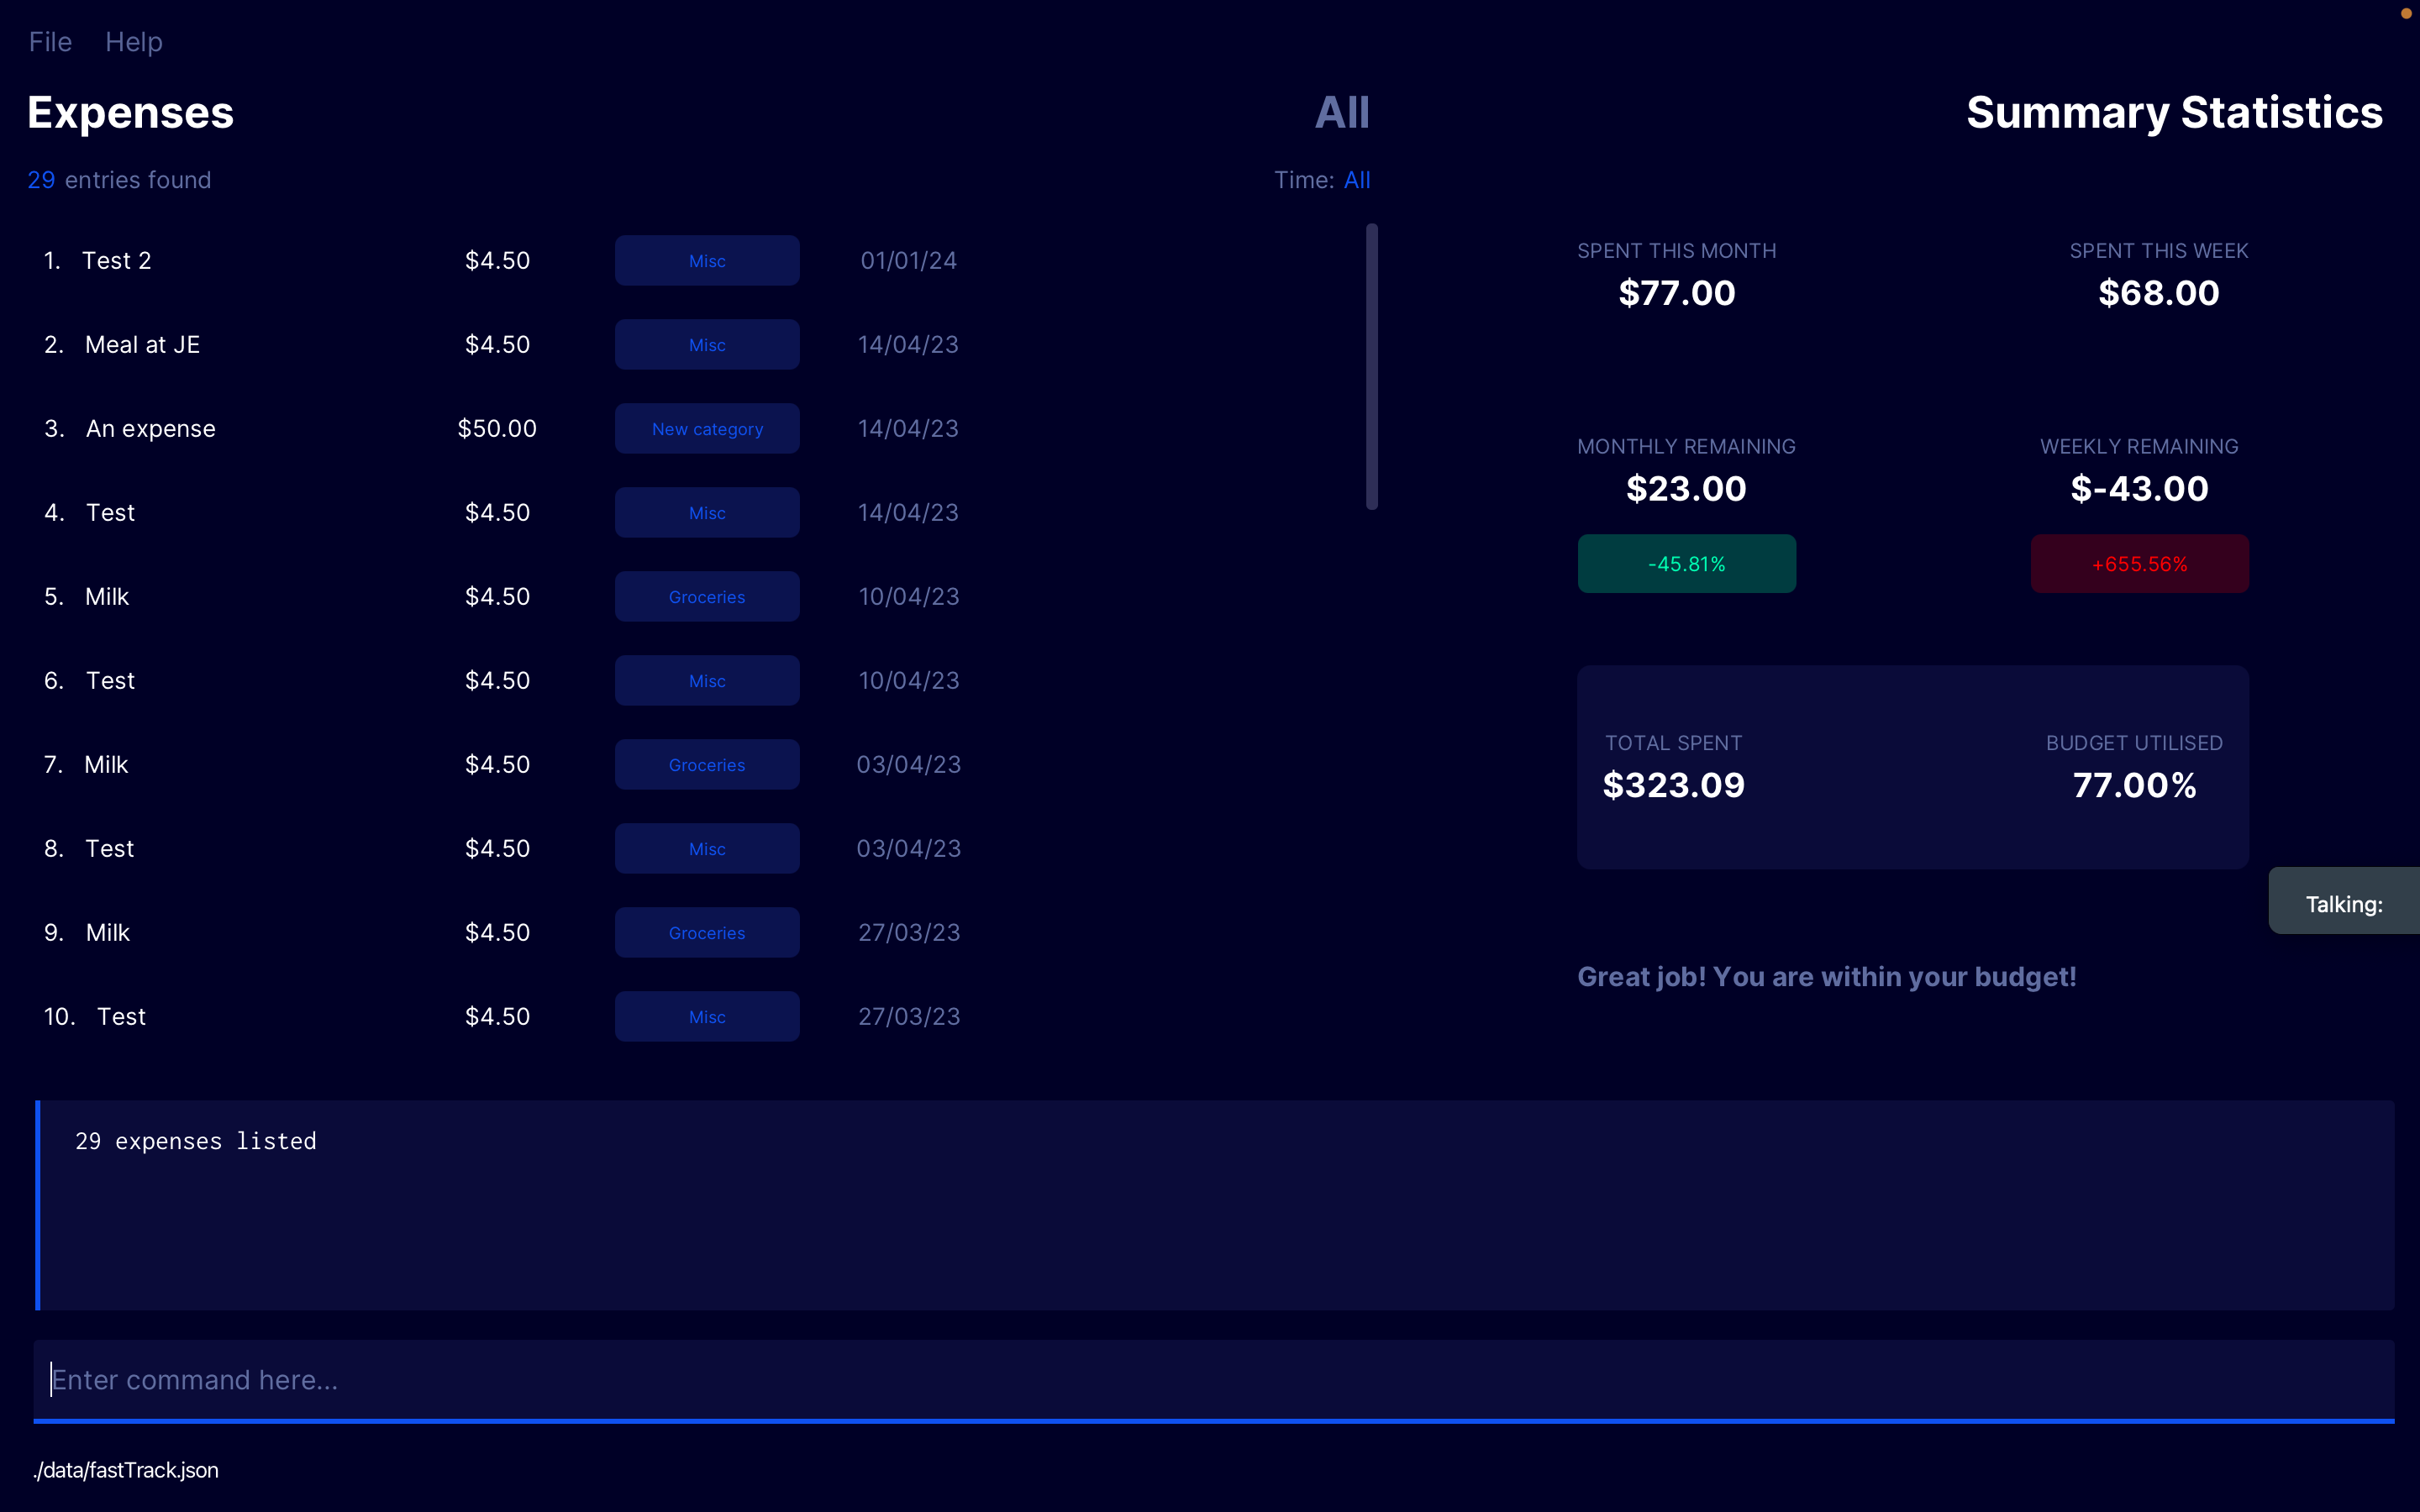 File Help
Expenses All
29 entries found Time: All
1. Test 2 $4.50 Misc 01/01/24
2. Meal at JE $4.50 Misc 14/04/23
3. An expense $50.00 New category 14/04/23
4. Test $4.50 Misc 14/04/23
5. Milk $4.50 Groceries 10/04/23
6. Test $4.50 Misc 10/04/23
7. Milk $4.50 Groceries 03/04/23
8. Test $4.50 Misc 03/04/23
9. Milk $4.50 Groceries 27/03/23
10. Test $4.50 Misc 27/03/23
Summary Statistics
SPENT THIS MONTH SPENT THIS WEEK
$77.00 $68.00
MONTHLY REMAINING WEEKLY REMAINING
$23.00 $-43.00
-45.81% +655.56%
TOTAL SPENT BUDGET UTILISED
$323.09 77.00%
Talking:
Great job! You are within your budget!
29 expenses listed
Enter command here...
./data/fastTrack.json